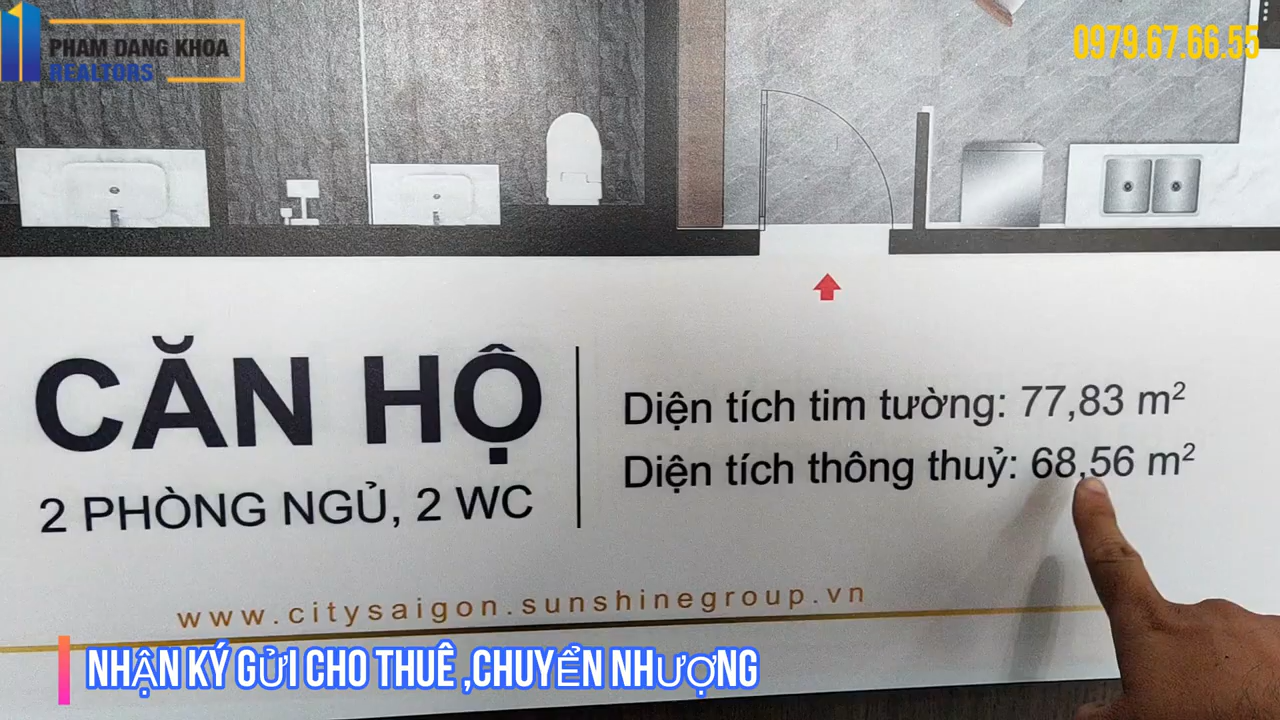 PHAM DANG KHOA
REALTORS
0979.67.66.55
CĂN HỘ
2 PHÒNG NGỦ, 2 WC
Diện tích tim tường: 77,83 m²
Diện tích thông thuỷ: 68,56 m²
www.citysaigon.sunshinegroup.vn
NHẬN KÝ GỬI CHO THUÊ ,CHUYỂN NHƯỢNG